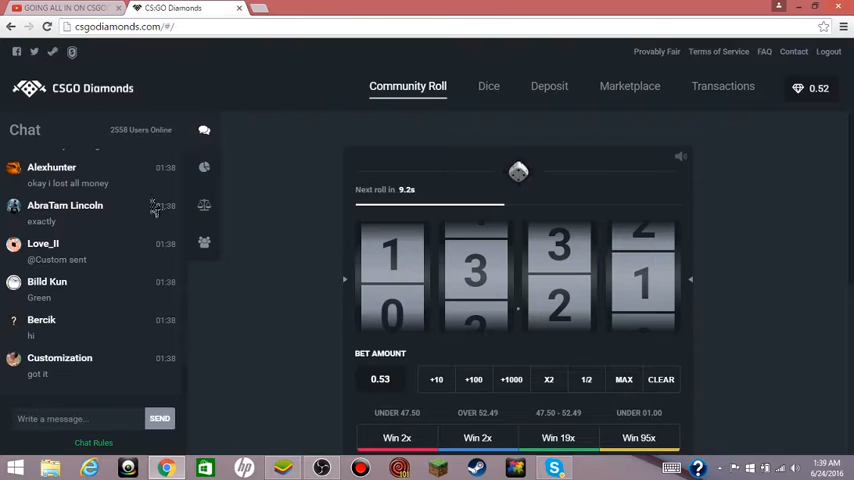 GOING ALL IN ON CSGO
CS:GO Diamonds
csgodiamonds.com/#/
Provably Fair Terms of Service FAQ Contact Logout
CSGO Diamonds Community Roll Dice Deposit Marketplace Transactions 0.52
Chat 2558 Users Online
Alexhunter 01:38
okay i lost all money
AbraTam Lincoln 01:38
exactly
Love_II 01:38
@Custom sent
Billd Kun 01:38
Green
? Bercik 01:38
hi
Customization 01:38
got it
Write a message... SEND
Chat Rules
Next roll in 9.2s
1 3 3 2
0 2 2 1
BET AMOUNT
0.53 +10 +100 +1000 X2 1/2 MAX CLEAR
UNDER 47.50 OVER 52.49 47.50 - 52.49 UNDER 01.00
Win 2x Win 2x Win 19x Win 95x
hp 101 ?
1:39 AM
6/24/2016